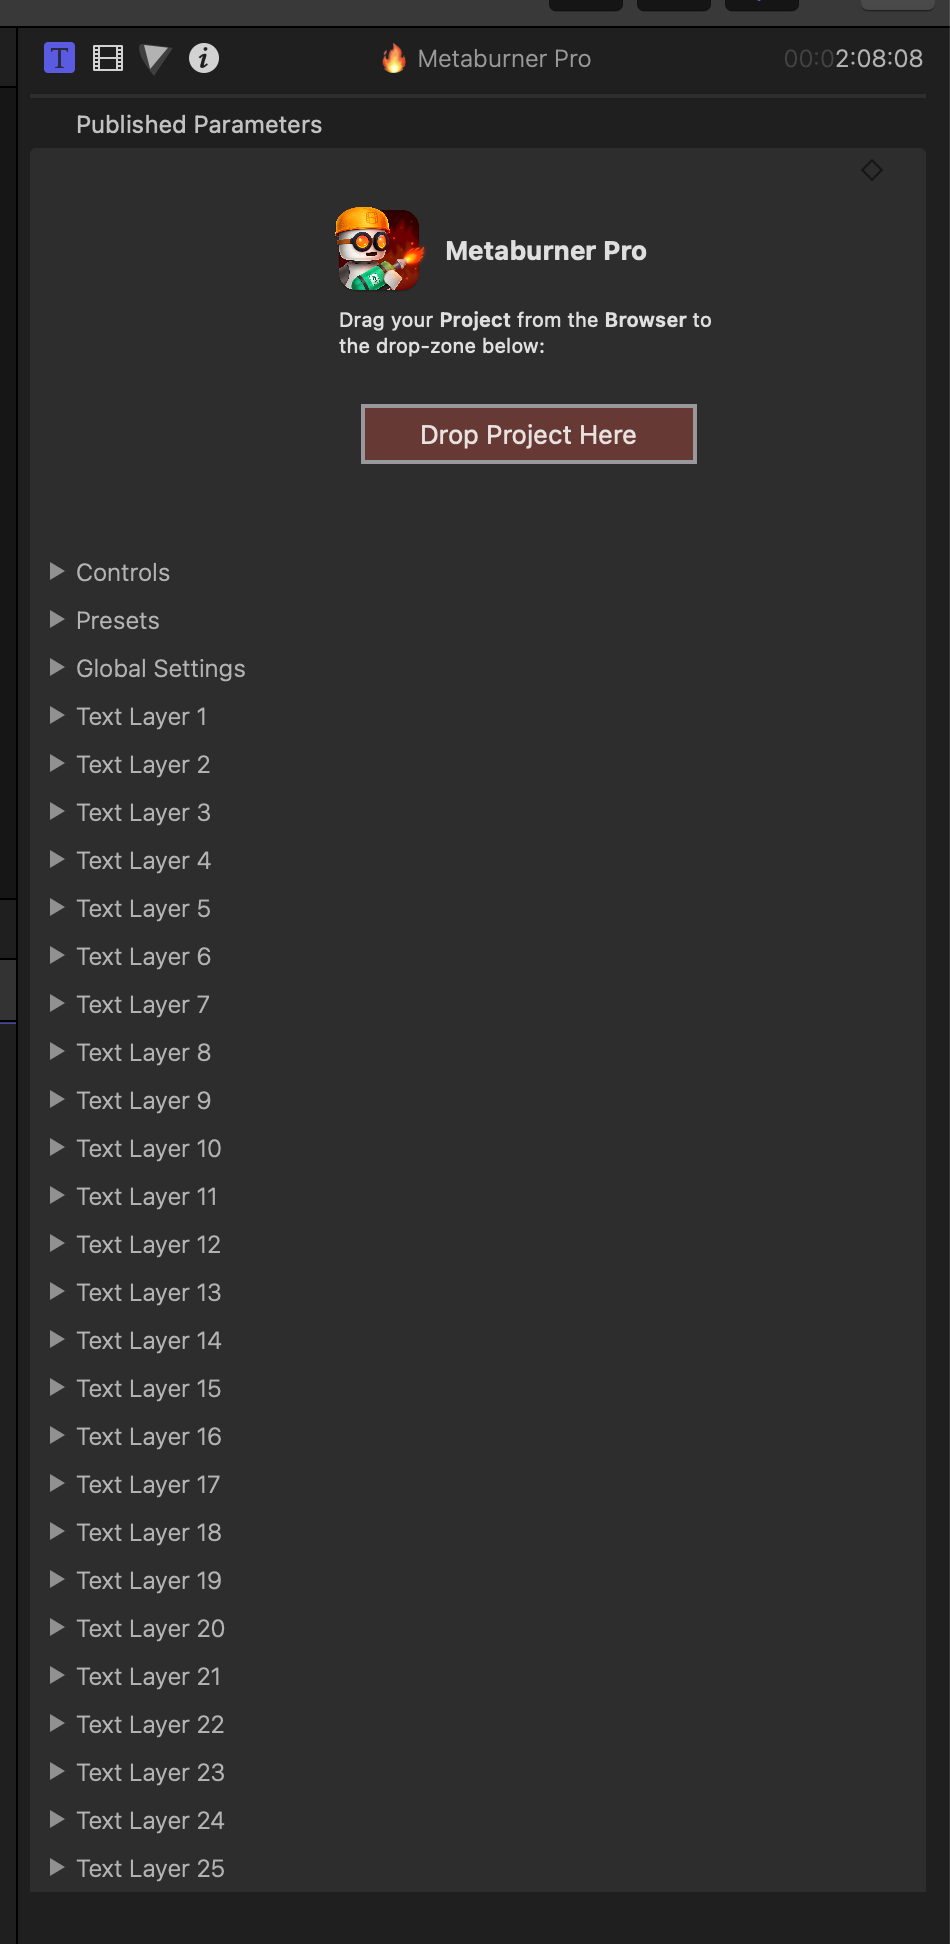 T i Metaburner Pro 00:02:08:08
Published Parameters
Metaburner Pro
Drag your Project from the Browser to
the drop-zone below:
Drop Project Here
Controls
Presets
Global Settings
Text Layer 1
Text Layer 2
Text Layer 3
Text Layer 4
Text Layer 5
Text Layer 6
Text Layer 7
Text Layer 8
Text Layer 9
Text Layer 10
Text Layer 11
Text Layer 12
Text Layer 13
Text Layer 14
Text Layer 15
Text Layer 16
Text Layer 17
Text Layer 18
Text Layer 19
Text Layer 20
Text Layer 21
Text Layer 22
Text Layer 23
Text Layer 24
Text Layer 25